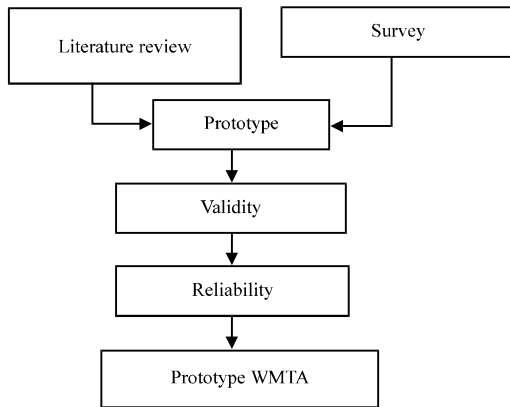 Literature review
Survey
Prototype
Validity
Reliability
Prototype WMTA